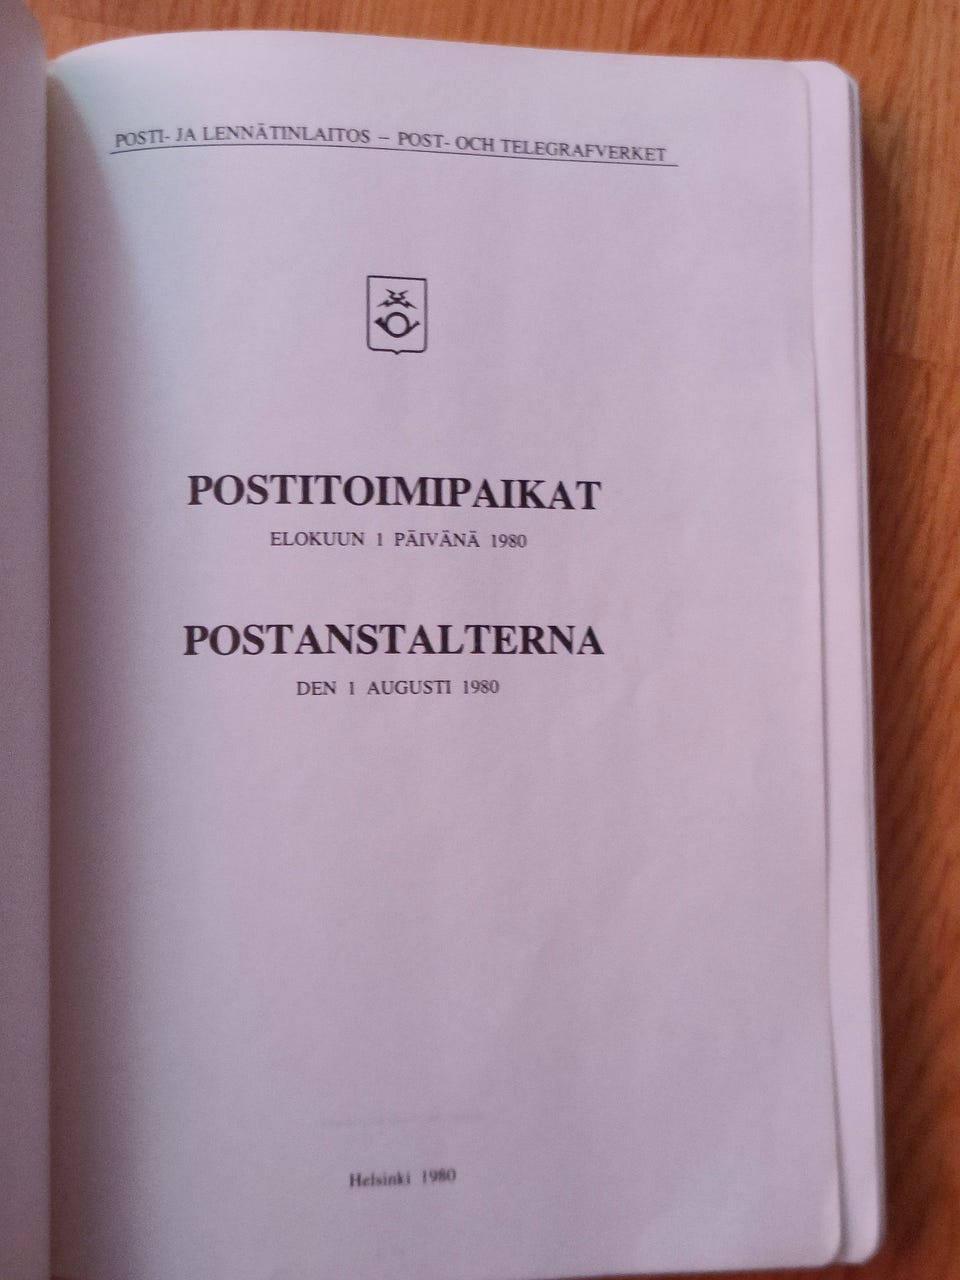 POSTI- JA LENNÄTINLAITOS – POST- OCH TELEGRAFVERKET
POSTITOIMIPAIKAT
ELOKUUN 1 PÄIVÄNÄ 1980
POSTANSTALTERNA
DEN 1 AUGUSTI 1980
Helsinki 1980